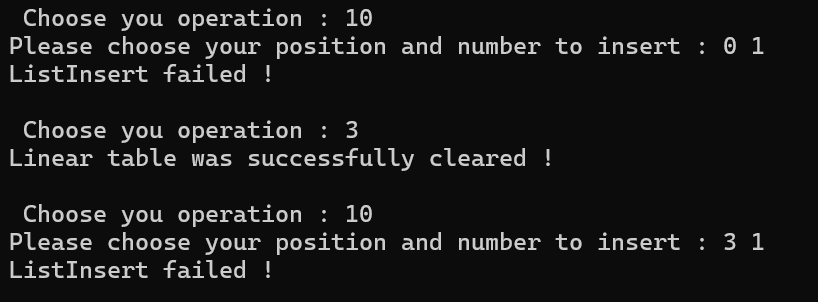 Choose you operation : 10
Please choose your position and number to insert : 0 1
ListInsert failed !
Choose you operation : 3
Linear table was successfully cleared !
Choose you operation : 10
Please choose your position and number to insert : 3 1
ListInsert failed !